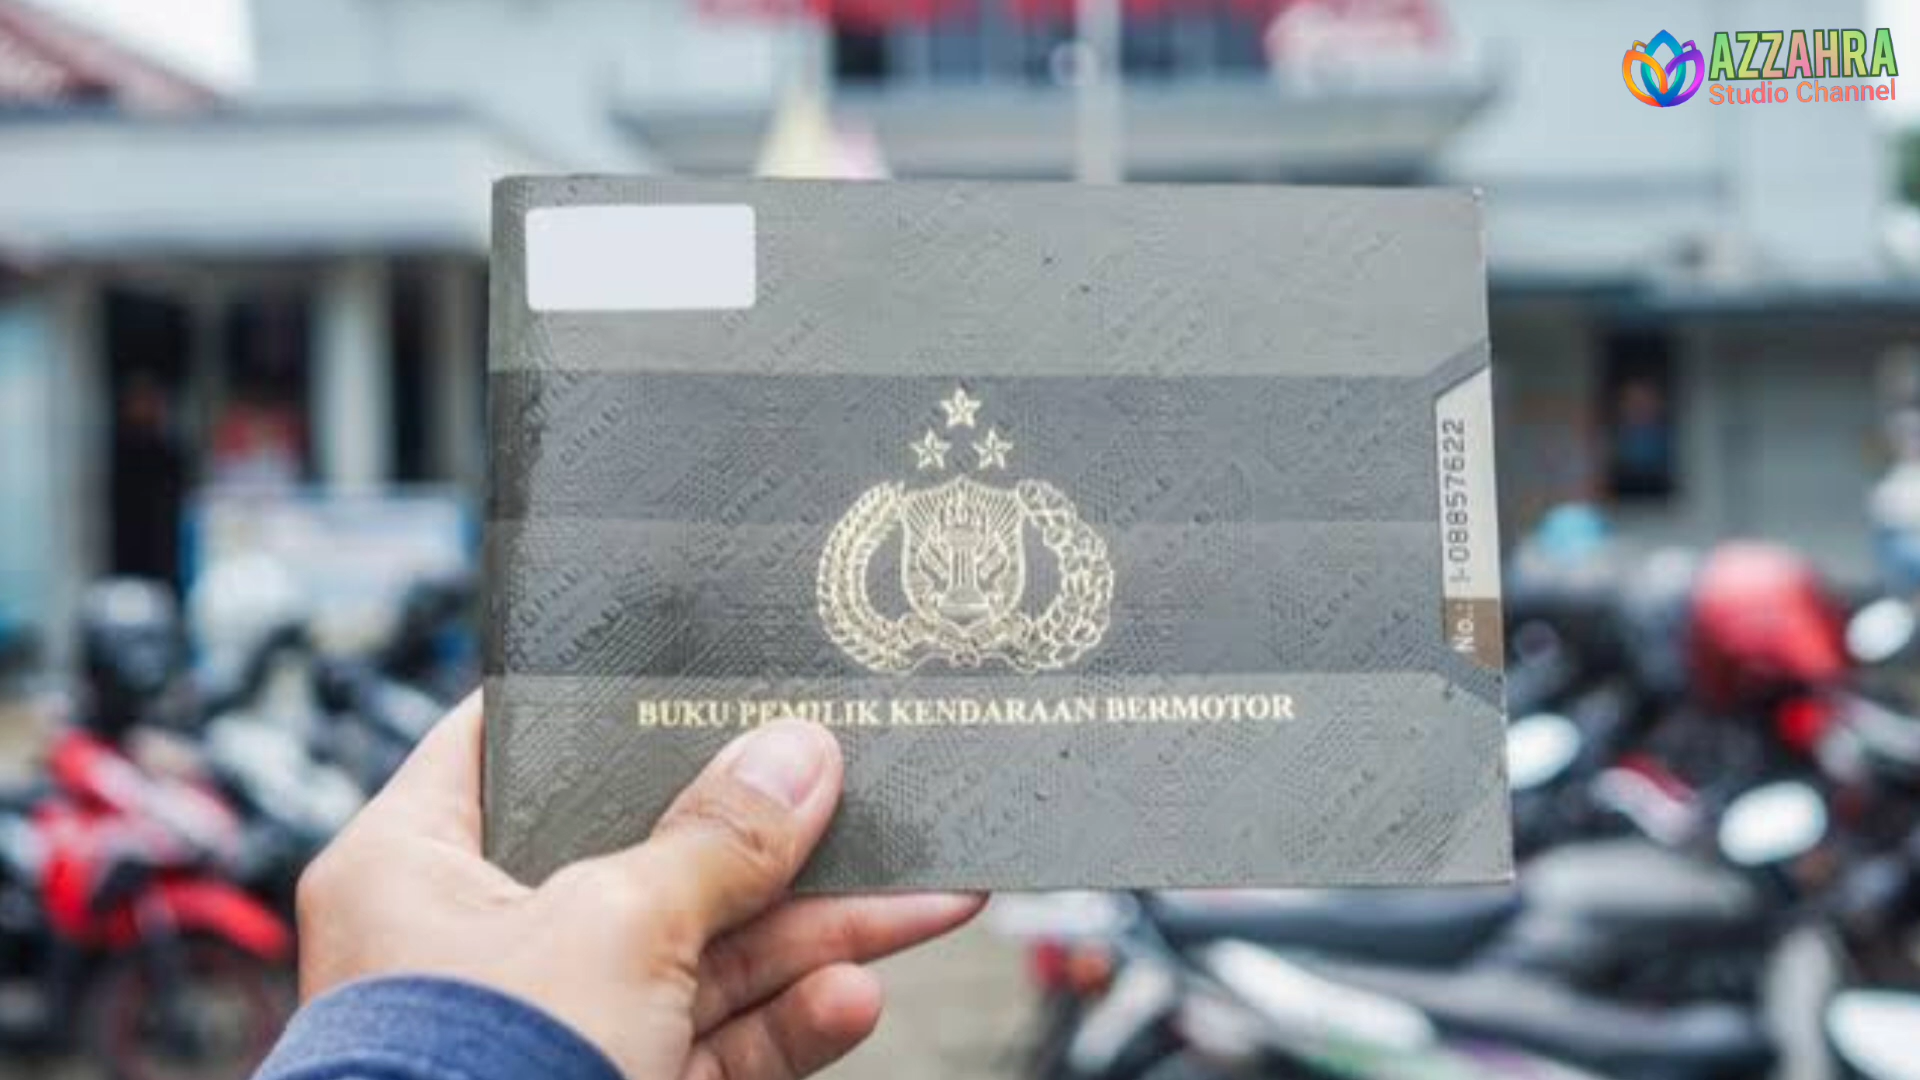 AZZAHRA
Studio Channel
No.: I-08857622
BUKU PEMILIK KENDARAAN BERMOTOR